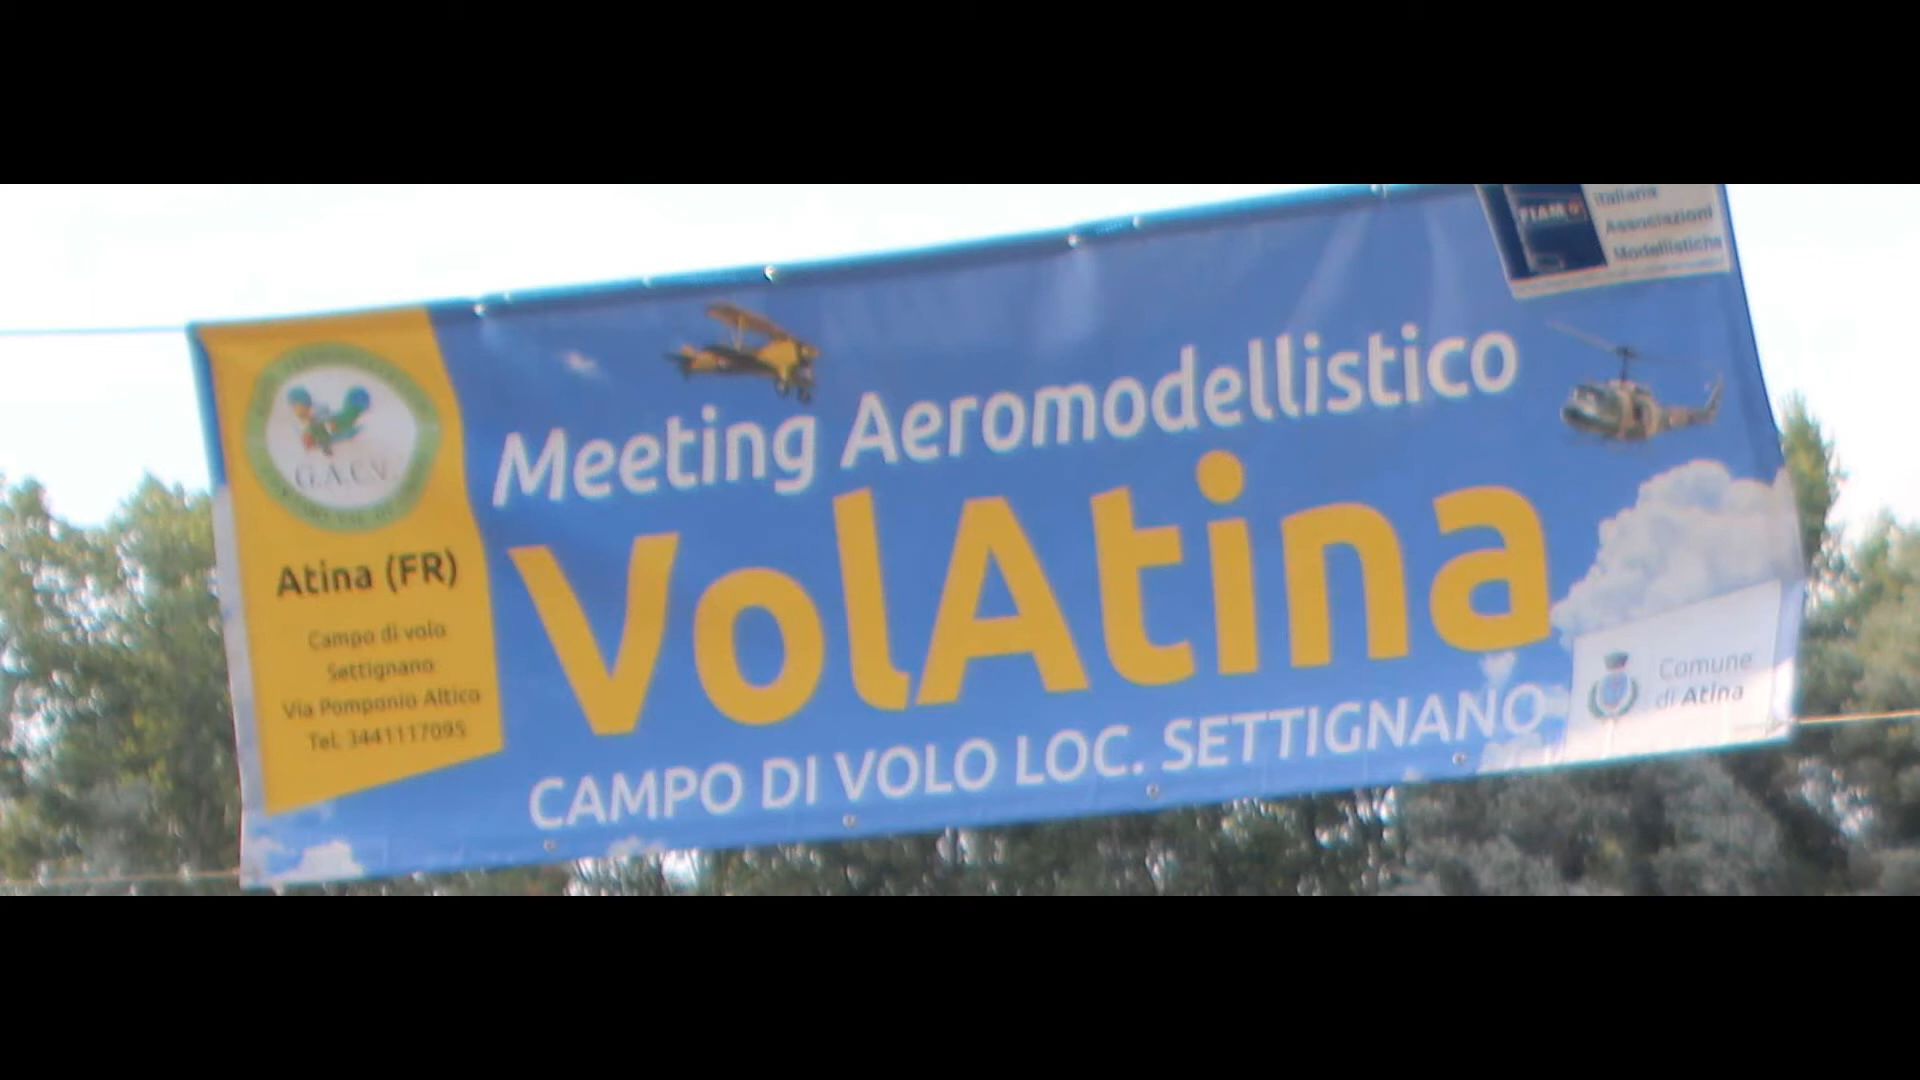 FIAM
Italiana
Associazioni
Modellistiche
Meeting Aeromodellistico
VolAtina
CAMPO DI VOLO LOC. SETTIGNANO
G.A.C.V.
Atina (FR)
Campo di volo
Settignano
Via Pomponio Altico
Tel. 3441117095
Comune
di Atina